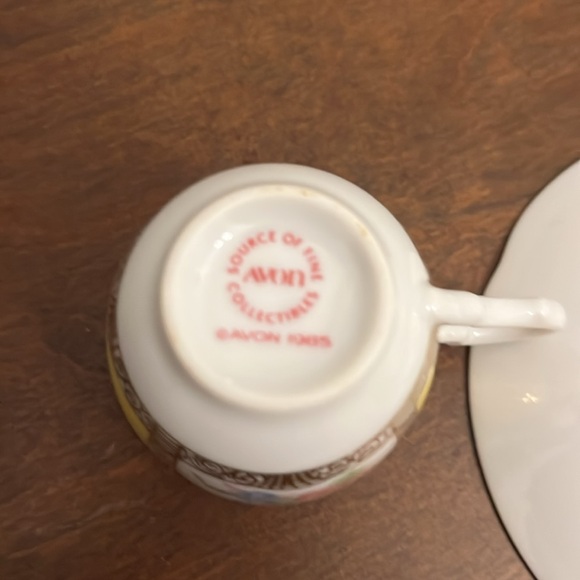 SOURCE OF FINE
AVON
COLLECTIBLES
©AVON 1985